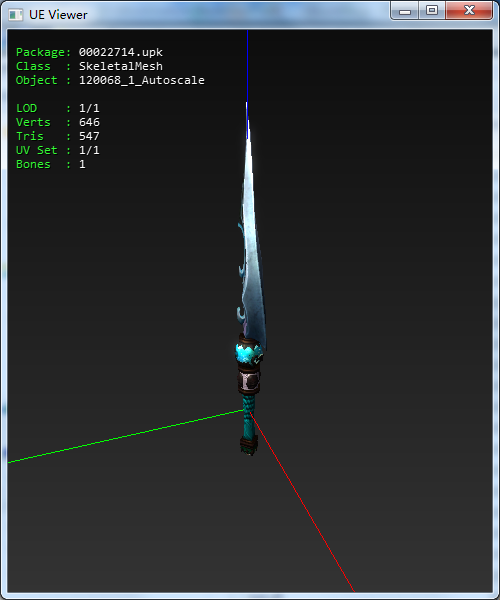 UE Viewer
Package: 00022714.upk
Class : SkeletalMesh
Object : 120068_1_Autoscale
LOD : 1/1
Verts : 646
Tris : 547
UV Set : 1/1
Bones : 1